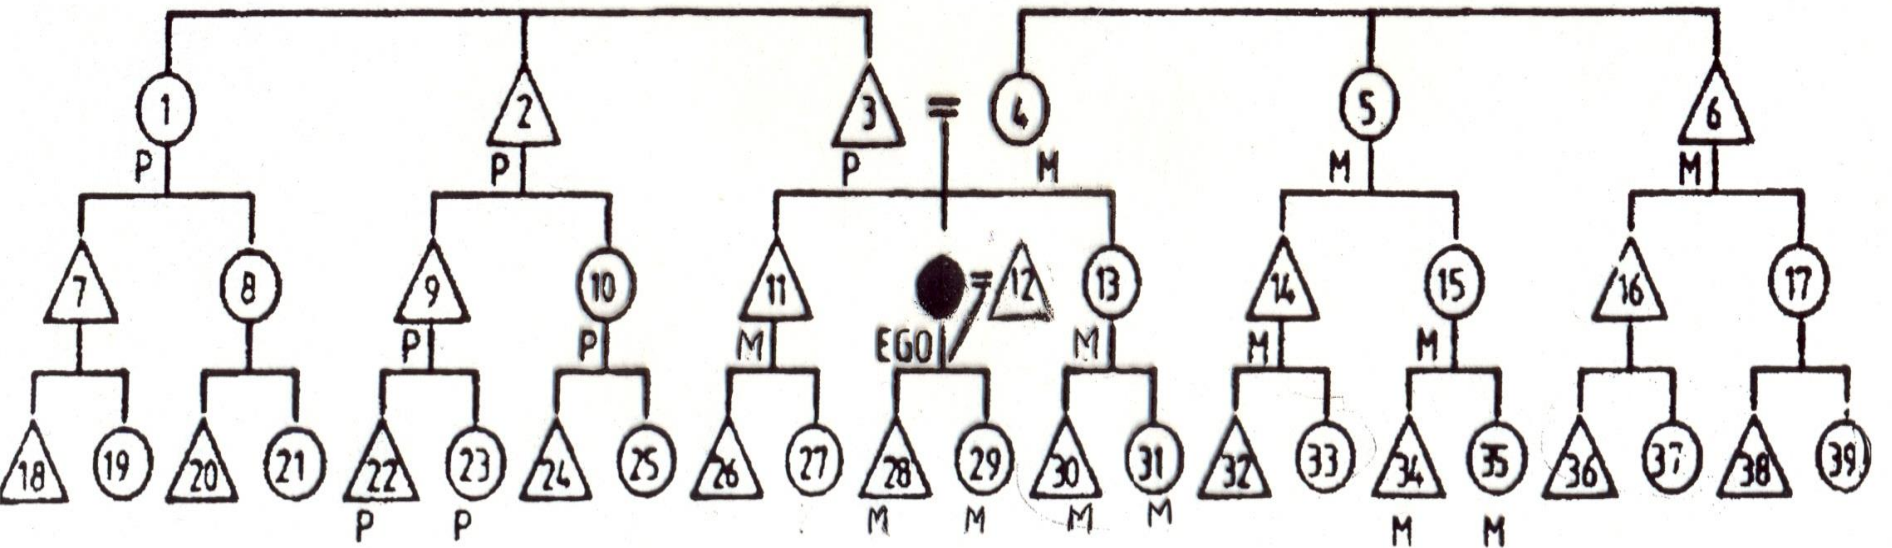 1 2 3 = 4 5 6
P P P M M M
7 8 9 10 11 = 12 13 14 15 16 17
P P M EGO M M M
18 19 20 21 22 23 24 25 26 27 28 29 30 31 32 33 34 35 36 37 38 39
P P M M M M M M